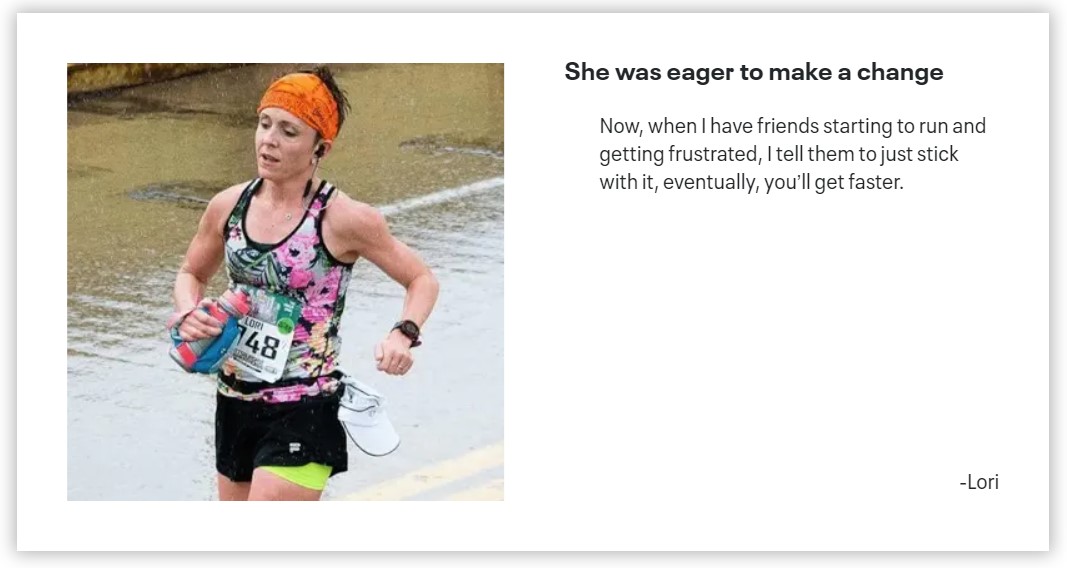 She was eager to make a change
Now, when I have friends starting to run and
getting frustrated, I tell them to just stick
with it, eventually, you’ll get faster.
LORI
748
-Lori